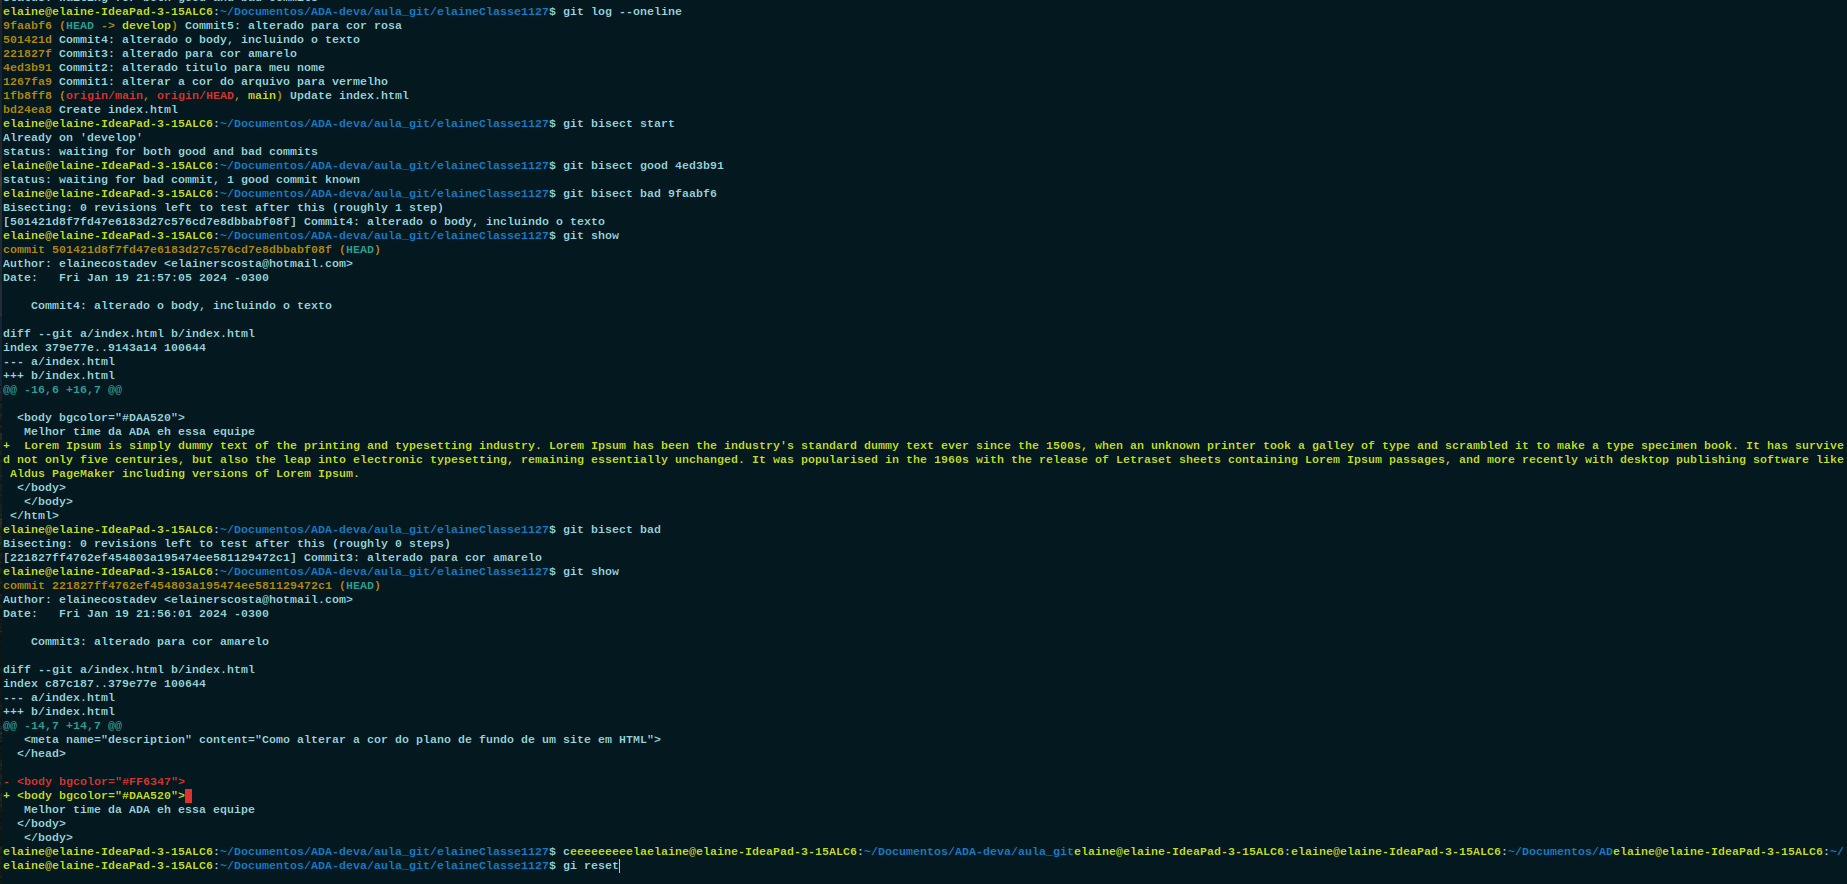 elaine@elaine-IdeaPad-3-15ALC6:~/Documentos/ADA-deva/aula_git/elaineClasse1127$ git log --oneline
9faabf6 (HEAD -> develop) Commit5: alterado para cor rosa
501421d Commit4: alterado o body, incluindo o texto
221827f Commit3: alterado para cor amarelo
4ed3b91 Commit2: alterado titulo para meu nome
1267fa9 Commit1: alterar a cor do arquivo para vermelho
1fb8ff8 (origin/main, origin/HEAD, main) Update index.html
bd24ea8 Create index.html
elaine@elaine-IdeaPad-3-15ALC6:~/Documentos/ADA-deva/aula_git/elaineClasse1127$ git bisect start
Already on 'develop'
status: waiting for both good and bad commits
elaine@elaine-IdeaPad-3-15ALC6:~/Documentos/ADA-deva/aula_git/elaineClasse1127$ git bisect good 4ed3b91
status: waiting for bad commit, 1 good commit known
elaine@elaine-IdeaPad-3-15ALC6:~/Documentos/ADA-deva/aula_git/elaineClasse1127$ git bisect bad 9faabf6
Bisecting: 0 revisions left to test after this (roughly 1 step)
[501421d8f7fd47e6183d27c576cd7e8dbbabf08f] Commit4: alterado o body, incluindo o texto
elaine@elaine-IdeaPad-3-15ALC6:~/Documentos/ADA-deva/aula_git/elaineClasse1127$ git show
commit 501421d8f7fd47e6183d27c576cd7e8dbbabf08f (HEAD)
Author: elainecostadev <elainerscosta@hotmail.com>
Date:   Fri Jan 19 21:57:05 2024 -0300
    Commit4: alterado o body, incluindo o texto
diff --git a/index.html b/index.html
index 379e77e..9143a14 100644
--- a/index.html
+++ b/index.html
@@ -16,6 +16,7 @@
  <body bgcolor="#DAA520">
   Melhor time da ADA eh essa equipe
+  Lorem Ipsum is simply dummy text of the printing and typesetting industry. Lorem Ipsum has been the industry's standard dummy text ever since the 1500s, when an unknown printer took a galley of type and scrambled it to make a type specimen book. It has survive
d not only five centuries, but also the leap into electronic typesetting, remaining essentially unchanged. It was popularised in the 1960s with the release of Letraset sheets containing Lorem Ipsum passages, and more recently with desktop publishing software like
 Aldus PageMaker including versions of Lorem Ipsum.
  </body>
   </body>
 </html>
elaine@elaine-IdeaPad-3-15ALC6:~/Documentos/ADA-deva/aula_git/elaineClasse1127$ git bisect bad
Bisecting: 0 revisions left to test after this (roughly 0 steps)
[221827ff4762ef454803a195474ee581129472c1] Commit3: alterado para cor amarelo
elaine@elaine-IdeaPad-3-15ALC6:~/Documentos/ADA-deva/aula_git/elaineClasse1127$ git show
commit 221827ff4762ef454803a195474ee581129472c1 (HEAD)
Author: elainecostadev <elainerscosta@hotmail.com>
Date:   Fri Jan 19 21:56:01 2024 -0300
    Commit3: alterado para cor amarelo
diff --git a/index.html b/index.html
index c87c187..379e77e 100644
--- a/index.html
+++ b/index.html
@@ -14,7 +14,7 @@
   <meta name="description" content="Como alterar a cor do plano de fundo de um site em HTML">
  </head>
- <body bgcolor="#FF6347">
+ <body bgcolor="#DAA520">
   Melhor time da ADA eh essa equipe
  </body>
   </body>
elaine@elaine-IdeaPad-3-15ALC6:~/Documentos/ADA-deva/aula_git/elaineClasse1127$ ceeeeeeeeelaelaine@elaine-IdeaPad-3-15ALC6:~/Documentos/ADA-deva/aula_gitelaine@elaine-IdeaPad-3-15ALC6:elaine@elaine-IdeaPad-3-15ALC6:~/Documentos/ADelaine@elaine-IdeaPad-3-15ALC6:~/
elaine@elaine-IdeaPad-3-15ALC6:~/Documentos/ADA-deva/aula_git/elaineClasse1127$ gi reset